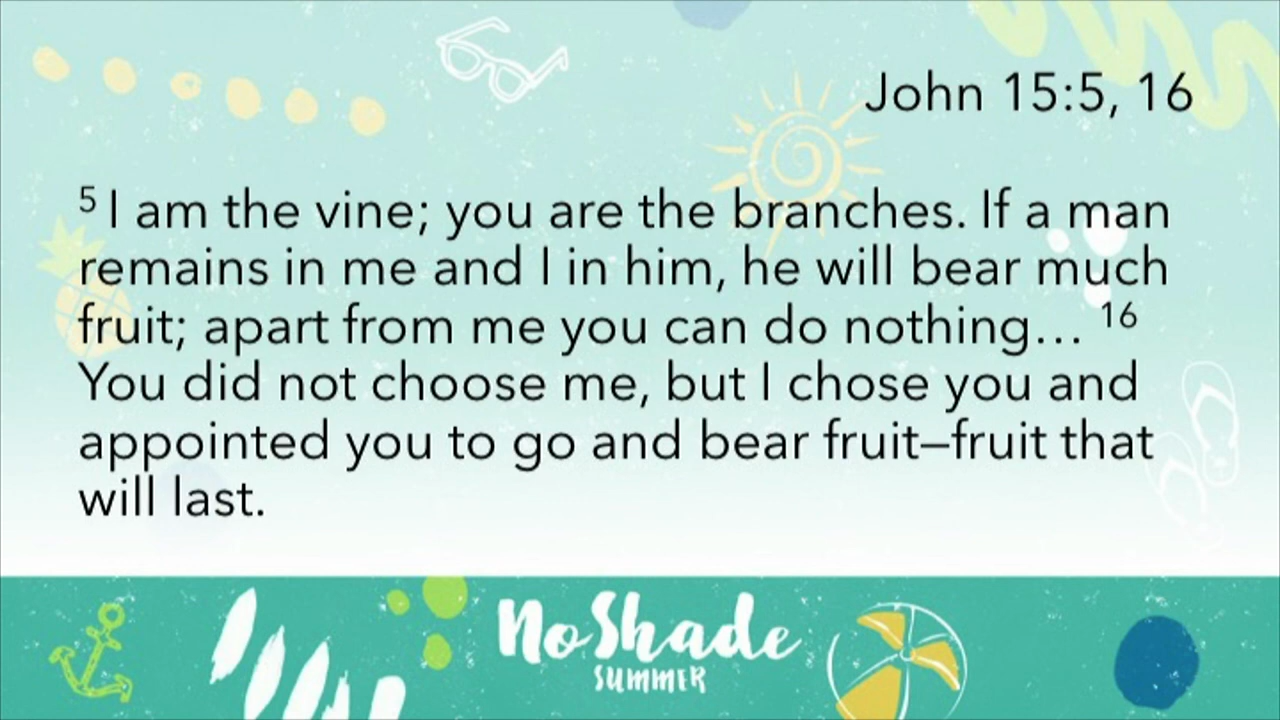 John 15:5, 16
5 I am the vine; you are the branches. If a man
remains in me and I in him, he will bear much
fruit; apart from me you can do nothing… 16
You did not choose me, but I chose you and
appointed you to go and bear fruit—fruit that
will last.
No Shade
SUMMER